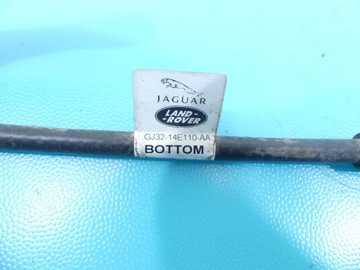 JAGUAR
LAND-
ROVER
GJ32-14E110-AA
BOTTOM